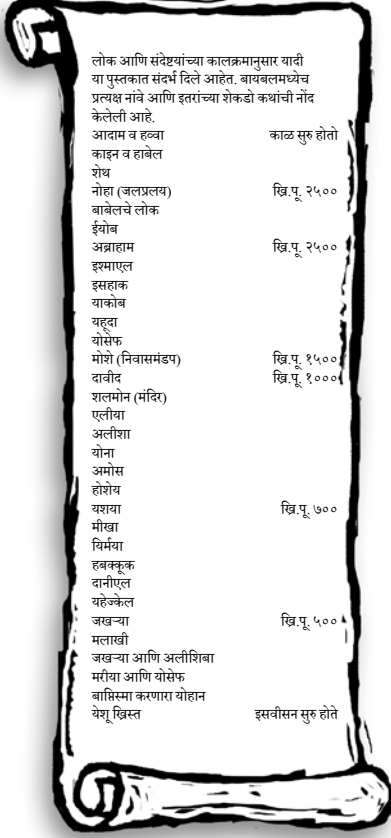 लोक आणि संदेष्टयांच्या कालक्रमानुसार यादी
या पुस्तकात संदर्भ दिले आहेत. बायबलमध्येच
प्रत्यक्ष नांवे आणि इतरांच्या शेकडो कथांची नोंद
केलेली आहे.
आदाम व हव्वा काळ सुरु होतो
काइन व हाबेल
शेथ
नोहा (जलप्रलय) ख्रि.पू. २५००
बाबेलचे लोक
ईयोब
अब्राहाम ख्रि.पू. २५००
इश्माएल
इसहाक
याकोब
यहूदा
योसेफ
मोशे (निवासमंडप) ख्रि.पू. १५००
दावीद ख्रि.पू. १०००
शलमोन (मंदिर)
एलीया
अलीशा
योना
अमोस
होशेय
यशया ख्रि.पू. ७००
मीखा
यिर्मया
हबक्कूक
दानीएल
यहेज्केल
जखऱ्या ख्रि.पू. ५००
मलाखी
जखऱ्या आणि अलीशिबा
मरीया आणि योसेफ
बाप्तिस्मा करणारा योहान
येशू ख्रिस्त इसवीसन सुरु होते